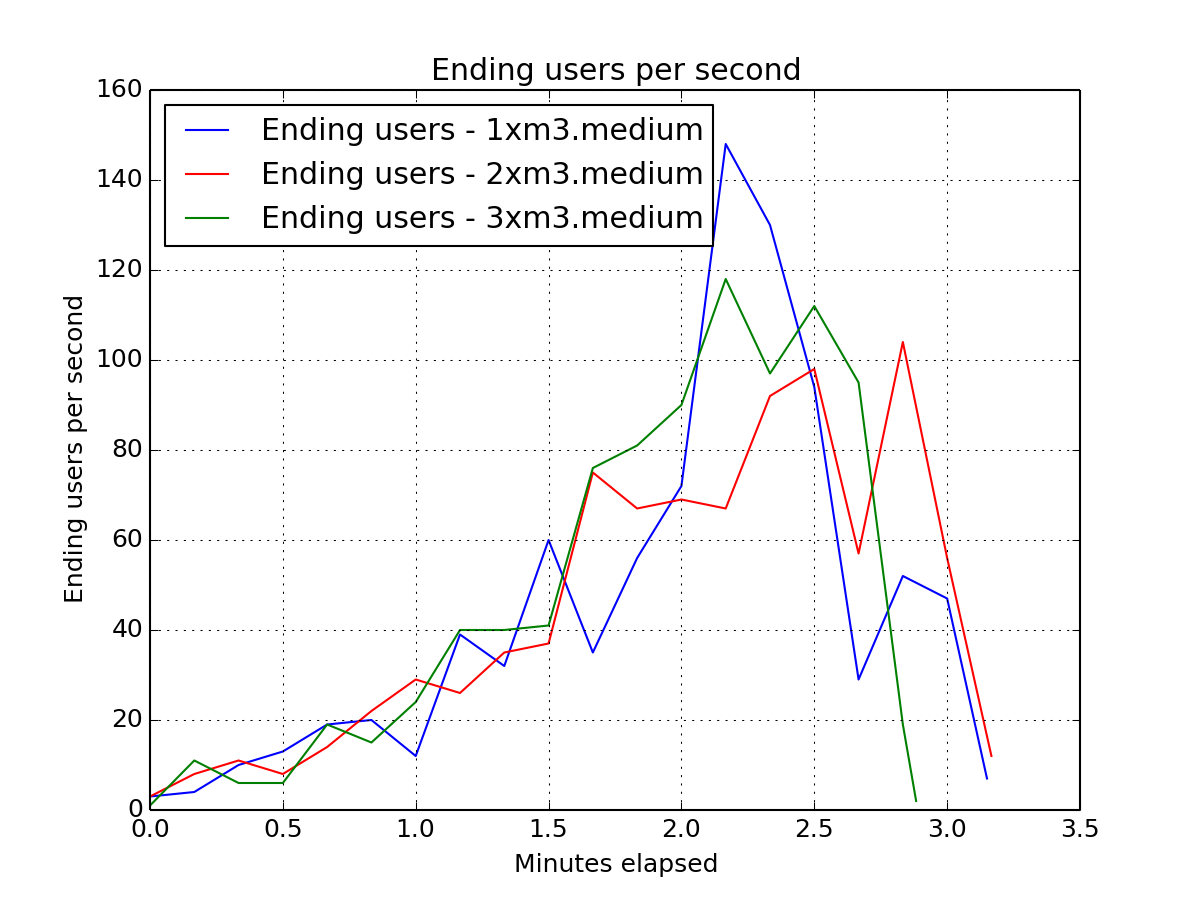 Ending users per second
160
140
120
100
80
60
40
20
0
Ending users - 1xm3.medium
Ending users - 2xm3.medium
Ending users - 3xm3.medium
Ending users per second
0.0 0.5 1.0 1.5 2.0 2.5 3.0 3.5
Minutes elapsed